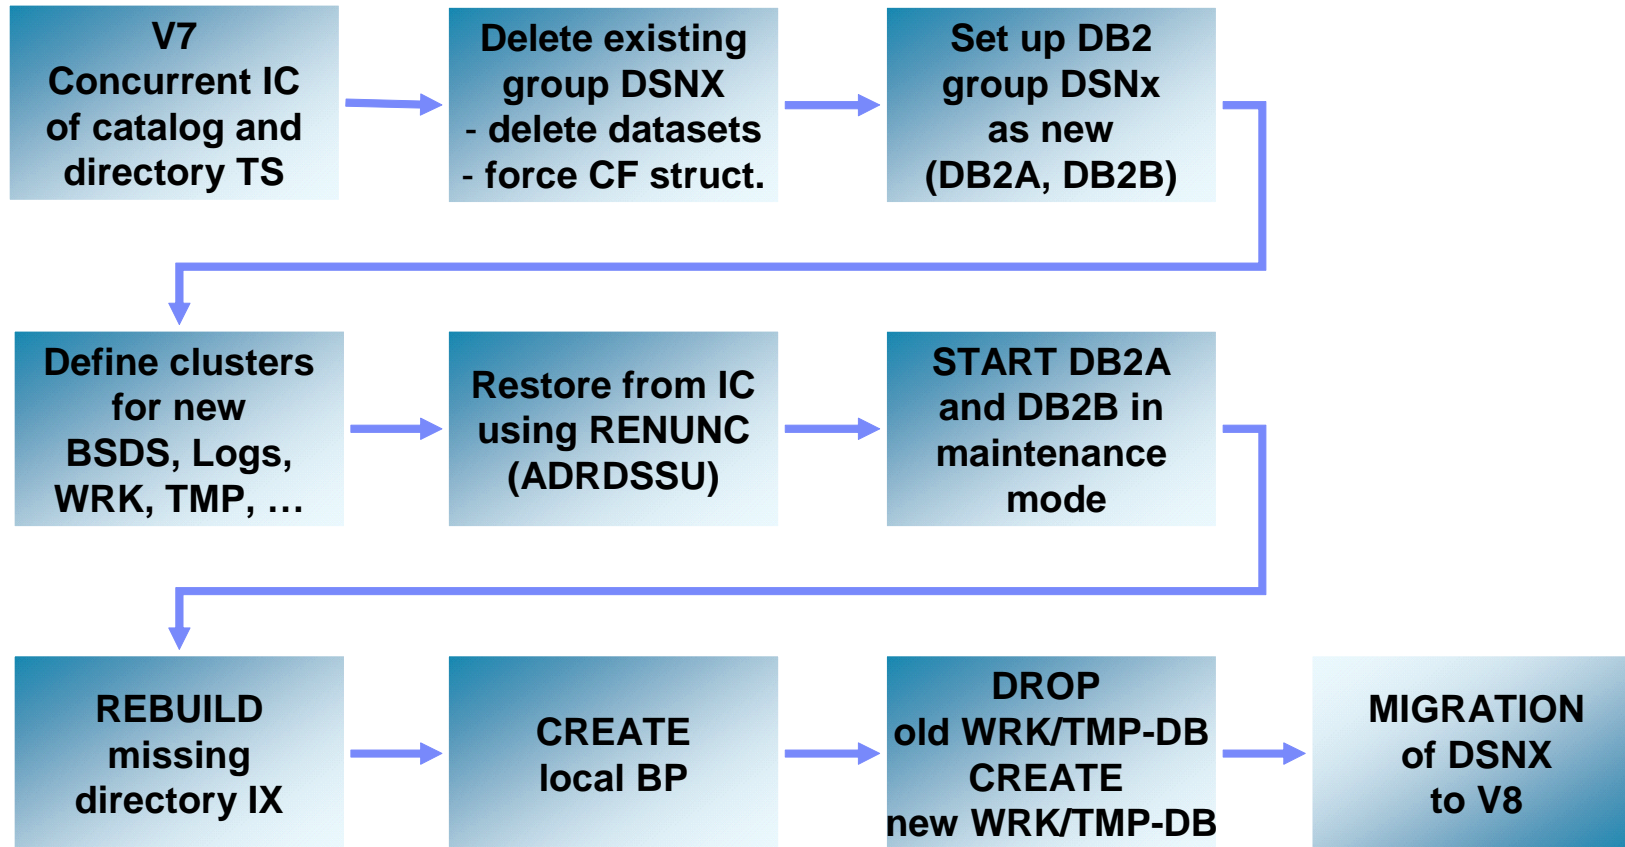 V7
Concurrent IC
of catalog and
directory TS
Delete existing
group DSNX
- delete datasets
- force CF struct.
Set up DB2
group DSNx
as new
(DB2A, DB2B)
Define clusters
for new
BSDS, Logs,
WRK, TMP, …
Restore from IC
using RENUNC
(ADRDSSU)
START DB2A
and DB2B in
maintenance
mode
REBUILD
missing
directory IX
CREATE
local BP
DROP
old WRK/TMP-DB
CREATE
new WRK/TMP-DB
MIGRATION
of DSNX
to V8